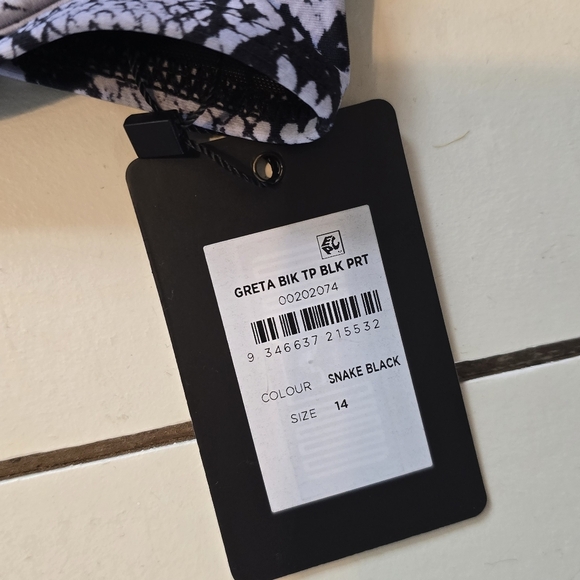 GRETA BIK TP BLK PRT
00202074
9 346637 215532
COLOUR SNAKE BLACK
SIZE 14